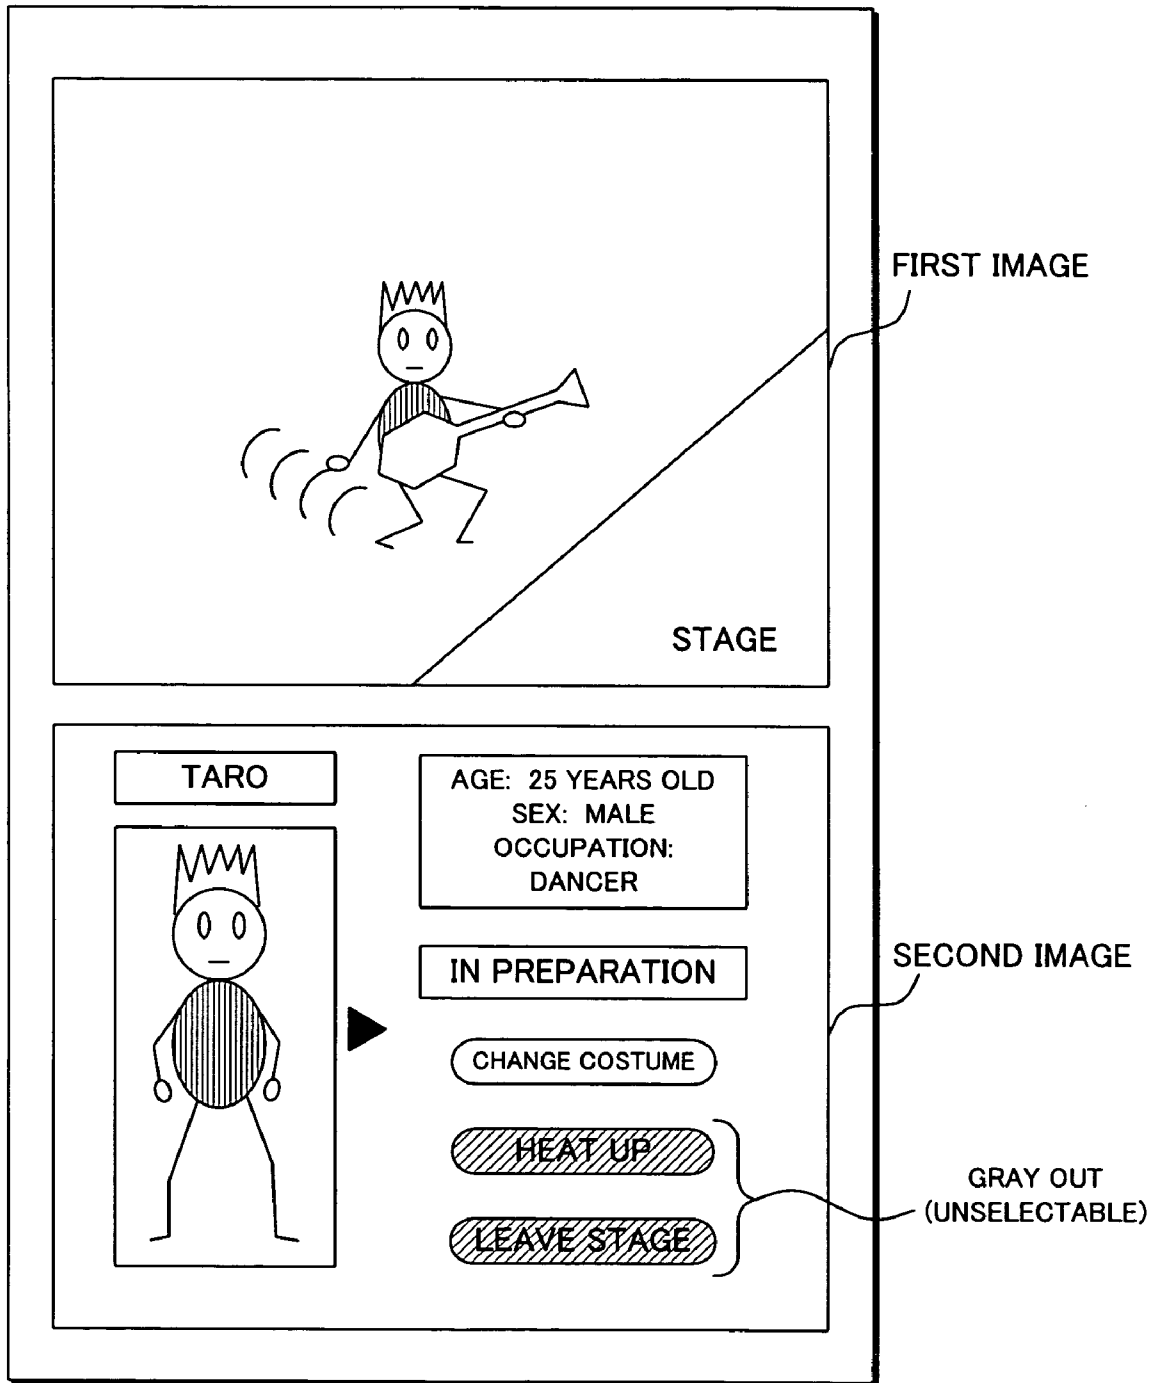 FIRST IMAGE
STAGE
TARO
AGE: 25 YEARS OLD
SEX: MALE
OCCUPATION:
DANCER
IN PREPARATION
SECOND IMAGE
CHANGE COSTUME
HEAT UP
LEAVE STAGE
GRAY OUT
(UNSELECTABLE)